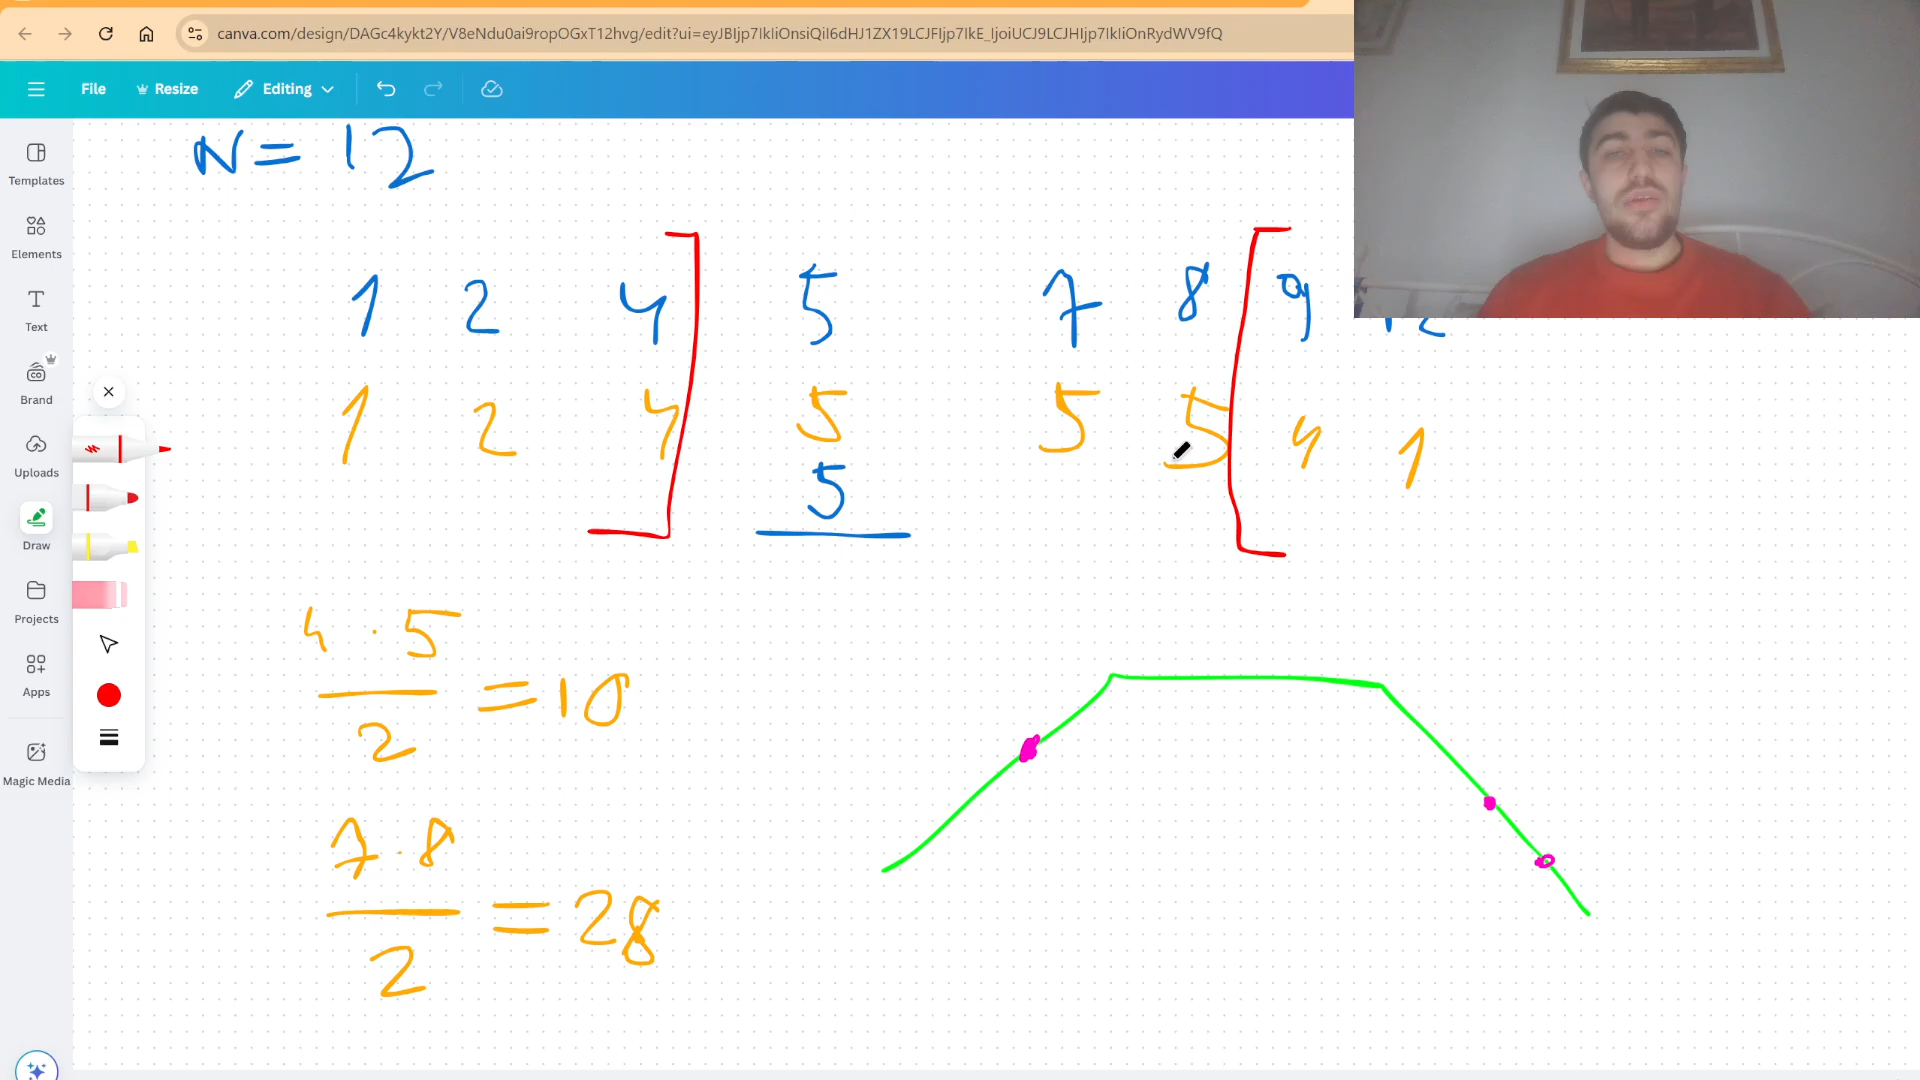 canva.com/design/DAGc4kykt2Y/V8eNdu0ai9ropOGxT12hvg/edit?ui=eyJBIjp7IkIiOnsiQiI6dHJ1ZX19LCJFIjp7IkE_IjoiUCJ9LCJHIjp7IkIiOnRydWV9fQ
File Resize Editing
Templates
Elements
Text
Brand
Uploads
Draw
Projects
Apps
Magic Media
N = 12
1 2 4 ] 5 7 8 [ 9 12
1 2 4 5 5 5 4 1
5
4 · 5
2
= 10
7 · 8
2
= 28